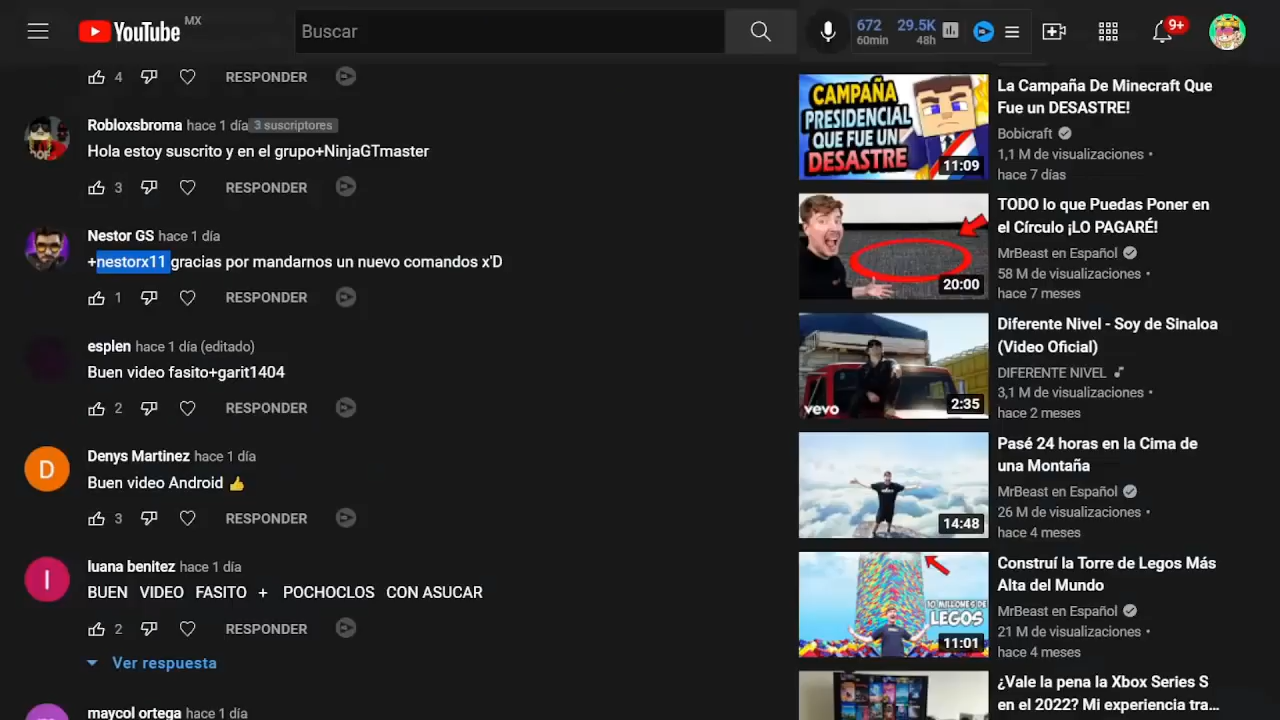 YouTube MX
Buscar
672
60min
29.5K
48h
9+
4
RESPONDER
Robloxsbroma hace 1 día 3 suscriptores
Hola estoy suscrito y en el grupo+NinjaGTmaster
3
RESPONDER
Nestor GS hace 1 día
+nestorx11 gracias por mandarnos un nuevo comandos x'D
1
RESPONDER
esplen hace 1 día (editado)
Buen video fasito+garit1404
2
RESPONDER
D
Denys Martinez hace 1 día
Buen video Android 👍
3
RESPONDER
l
luana benitez hace 1 día
BUEN VIDEO FASITO + POCHOCLOS CON ASUCAR
2
RESPONDER
Ver respuesta
maycol ortega hace 1 día
CAMPAÑA
PRESIDENCIAL
QUE FUE UN
DESASTRE
11:09
La Campaña De Minecraft Que
Fue un DESASTRE!
Bobicraft
1,1 M de visualizaciones •
hace 7 días
20:00
TODO lo que Puedas Poner en
el Círculo ¡LO PAGARÉ!
MrBeast en Español
58 M de visualizaciones •
hace 7 meses
vevo
2:35
Diferente Nivel - Soy de Sinaloa
(Video Oficial)
DIFERENTE NIVEL
3,1 M de visualizaciones •
hace 2 meses
14:48
Pasé 24 horas en la Cima de
una Montaña
MrBeast en Español
26 M de visualizaciones •
hace 4 meses
10 MILLONES DE
LEGOS
11:01
Construí la Torre de Legos Más
Alta del Mundo
MrBeast en Español
21 M de visualizaciones •
hace 4 meses
¿Vale la pena la Xbox Series S
en el 2022? Mi experiencia tra...